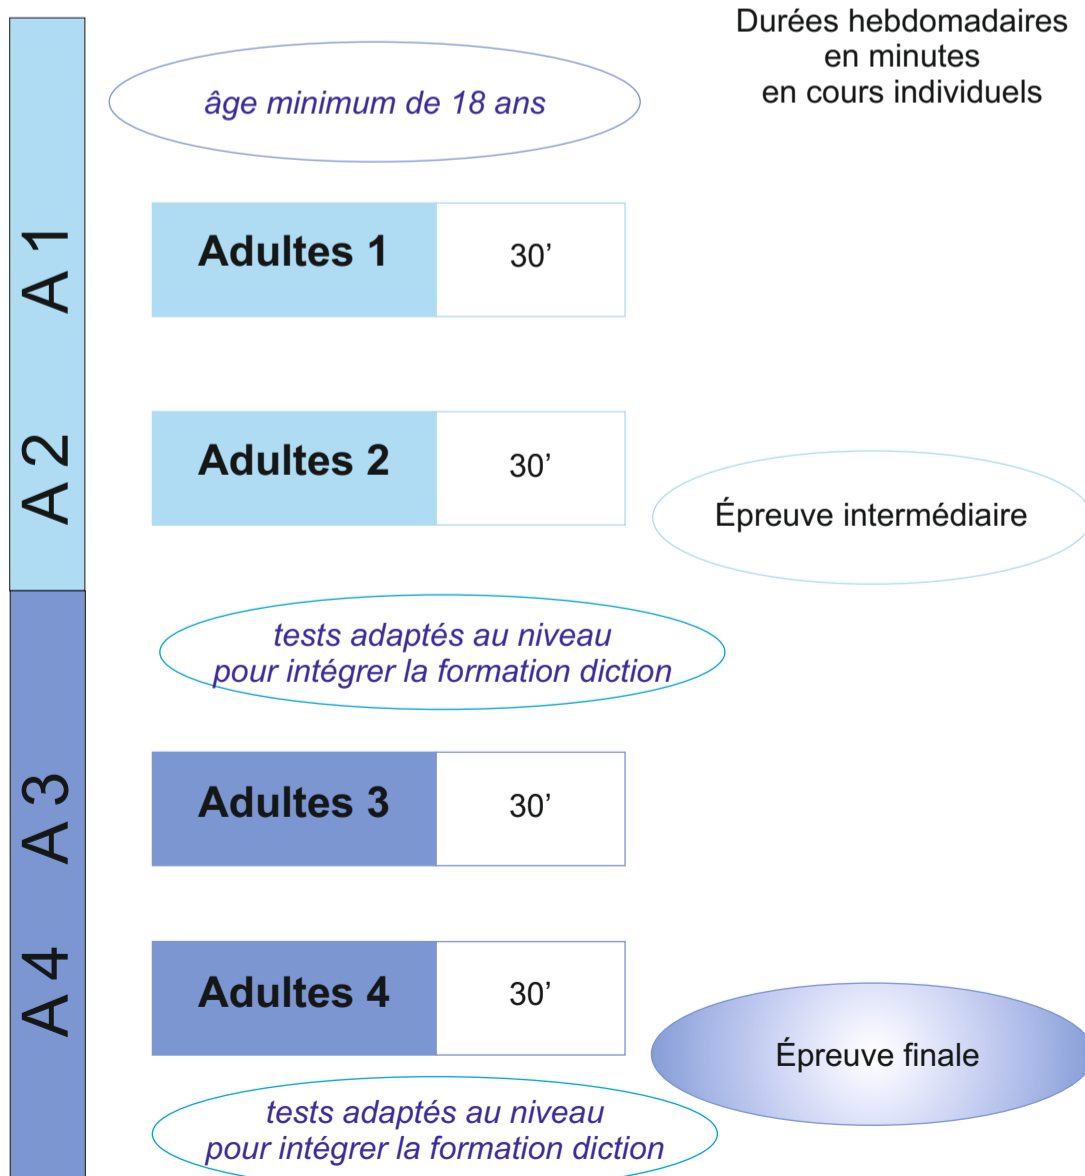 Durées hebdomadaires
en minutes
en cours individuels
âge minimum de 18 ans
A 1
Adultes 1
30’
A 2
Adultes 2
30’
Épreuve intermédiaire
tests adaptés au niveau
pour intégrer la formation diction
A 3
Adultes 3
30’
A 4
Adultes 4
30’
Épreuve finale
tests adaptés au niveau
pour intégrer la formation diction